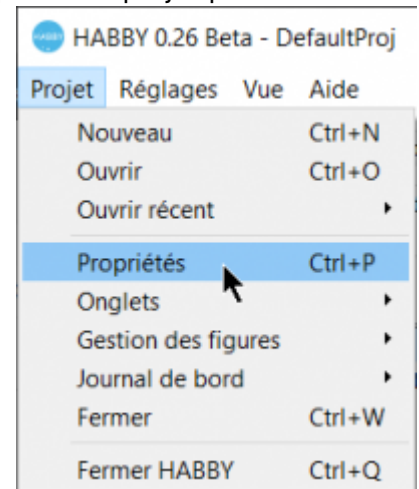 HABBY 0.26 Beta - DefaultProj
Projet Réglages Vue Aide
Nouveau Ctrl+N
Ouvrir Ctrl+O
Ouvrir récent
Propriétés Ctrl+P
Onglets
Gestion des figures
Journal de bord
Fermer Ctrl+W
Fermer HABBY Ctrl+Q